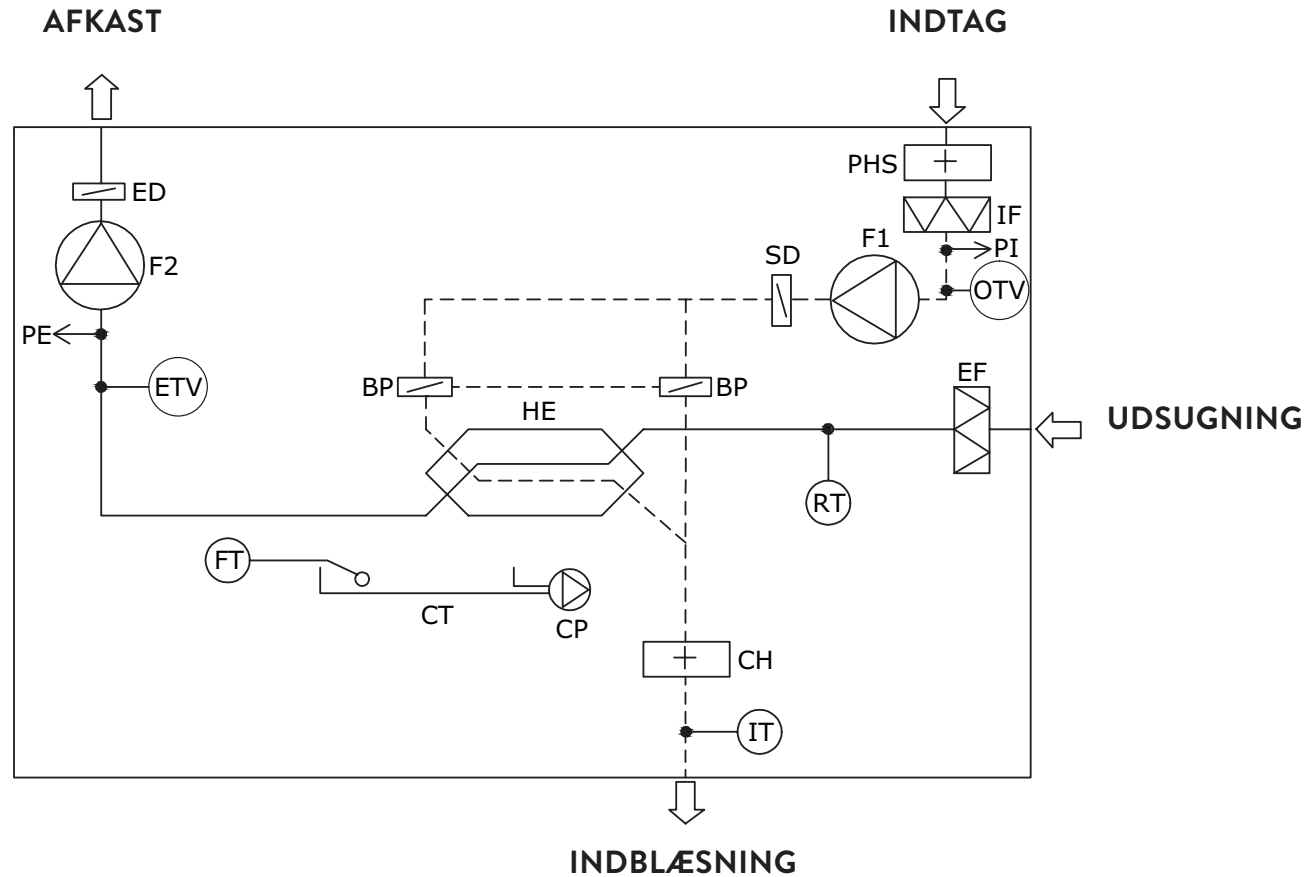 AFKAST
INDTAG
PHS
ED
IF
F1
PI
F2
SD
OTV
PE
ETV
BP
BP
EF
HE
UDSUGNING
RT
FT
CT
CP
CH
IT
INDBLÆSNING